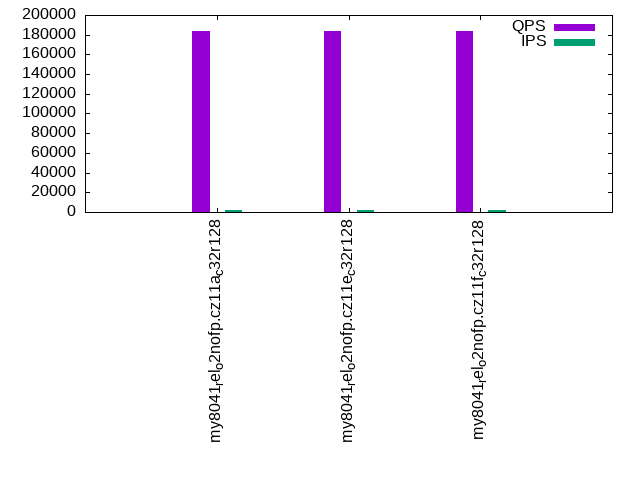 200000
180000
160000
140000
120000
100000
80000
60000
40000
20000
0
QPS
IPS
my8041relo2nofp.cz11ac32r128
my8041relo2nofp.cz11ec32r128
my8041relo2nofp.cz11fc32r128